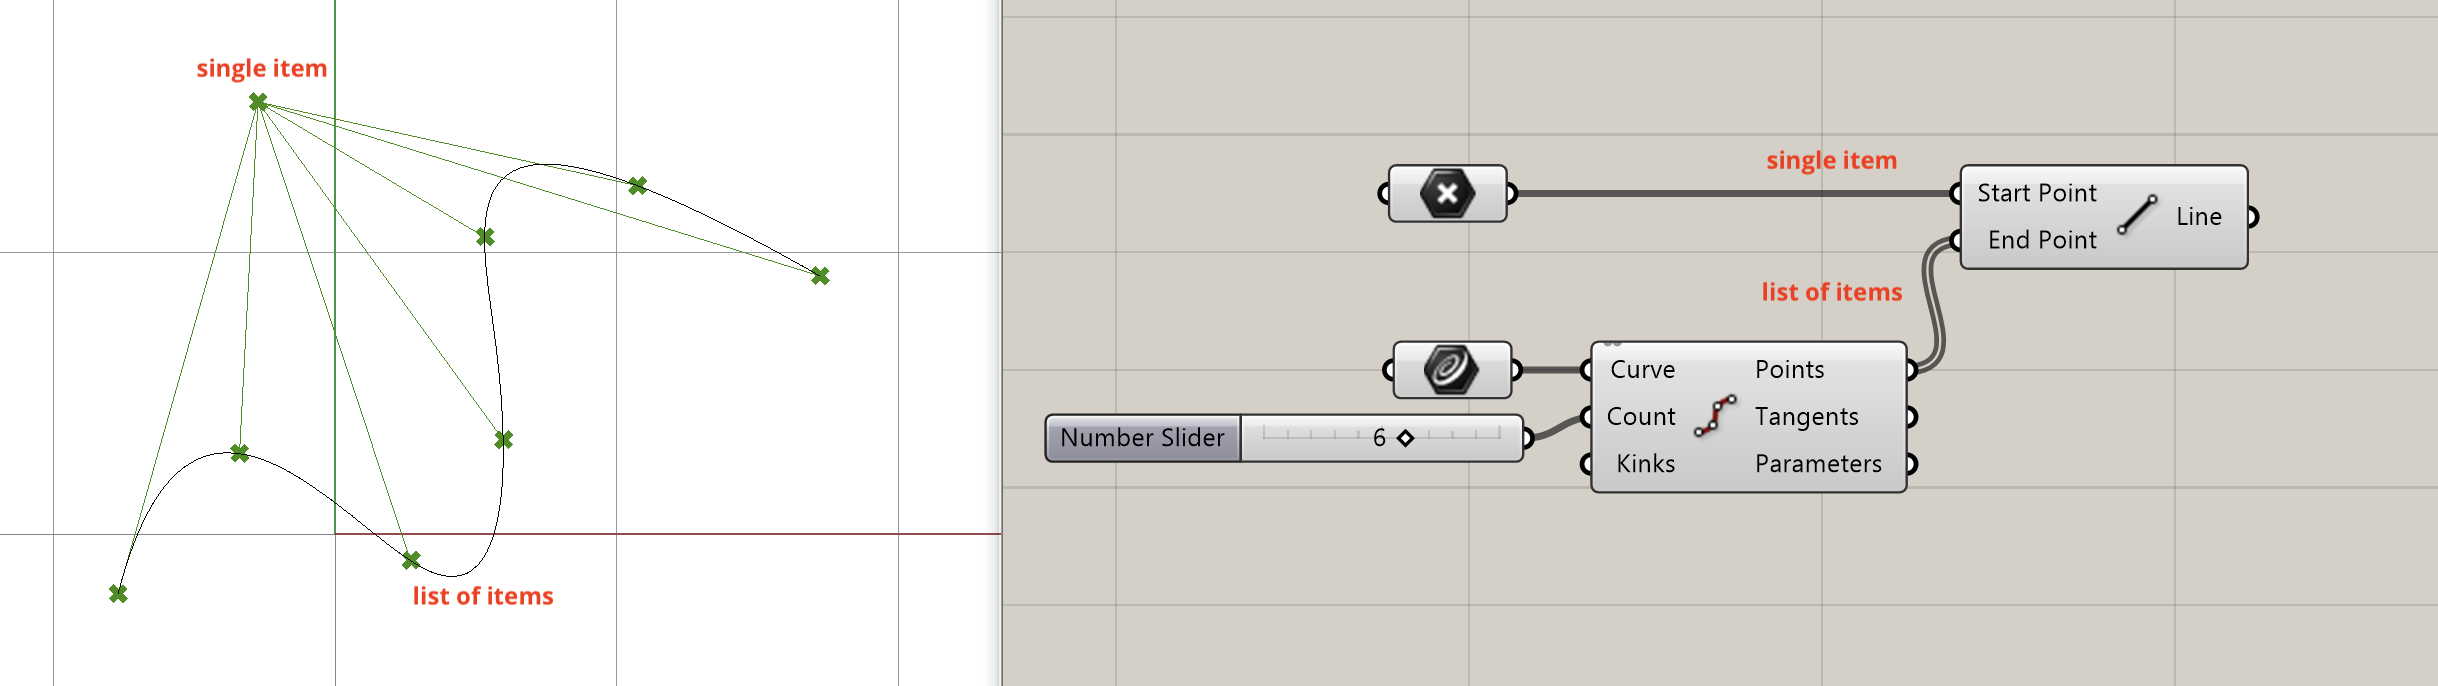 single item
list of items
single item
Start Point
End Point
Line
list of items
Curve
Count
Kinks
Points
Tangents
Parameters
Number Slider
6